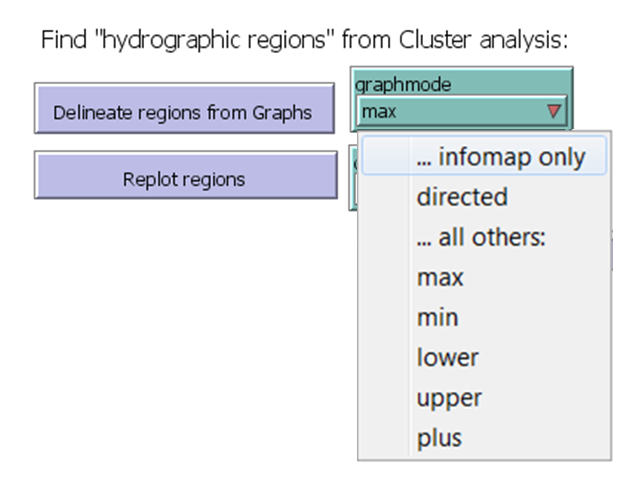 Find "hydrographic regions" from Cluster analysis:
Delineate regions from Graphs
graphmode
max
Replot regions
... infomap only
directed
... all others:
max
min
lower
upper
plus